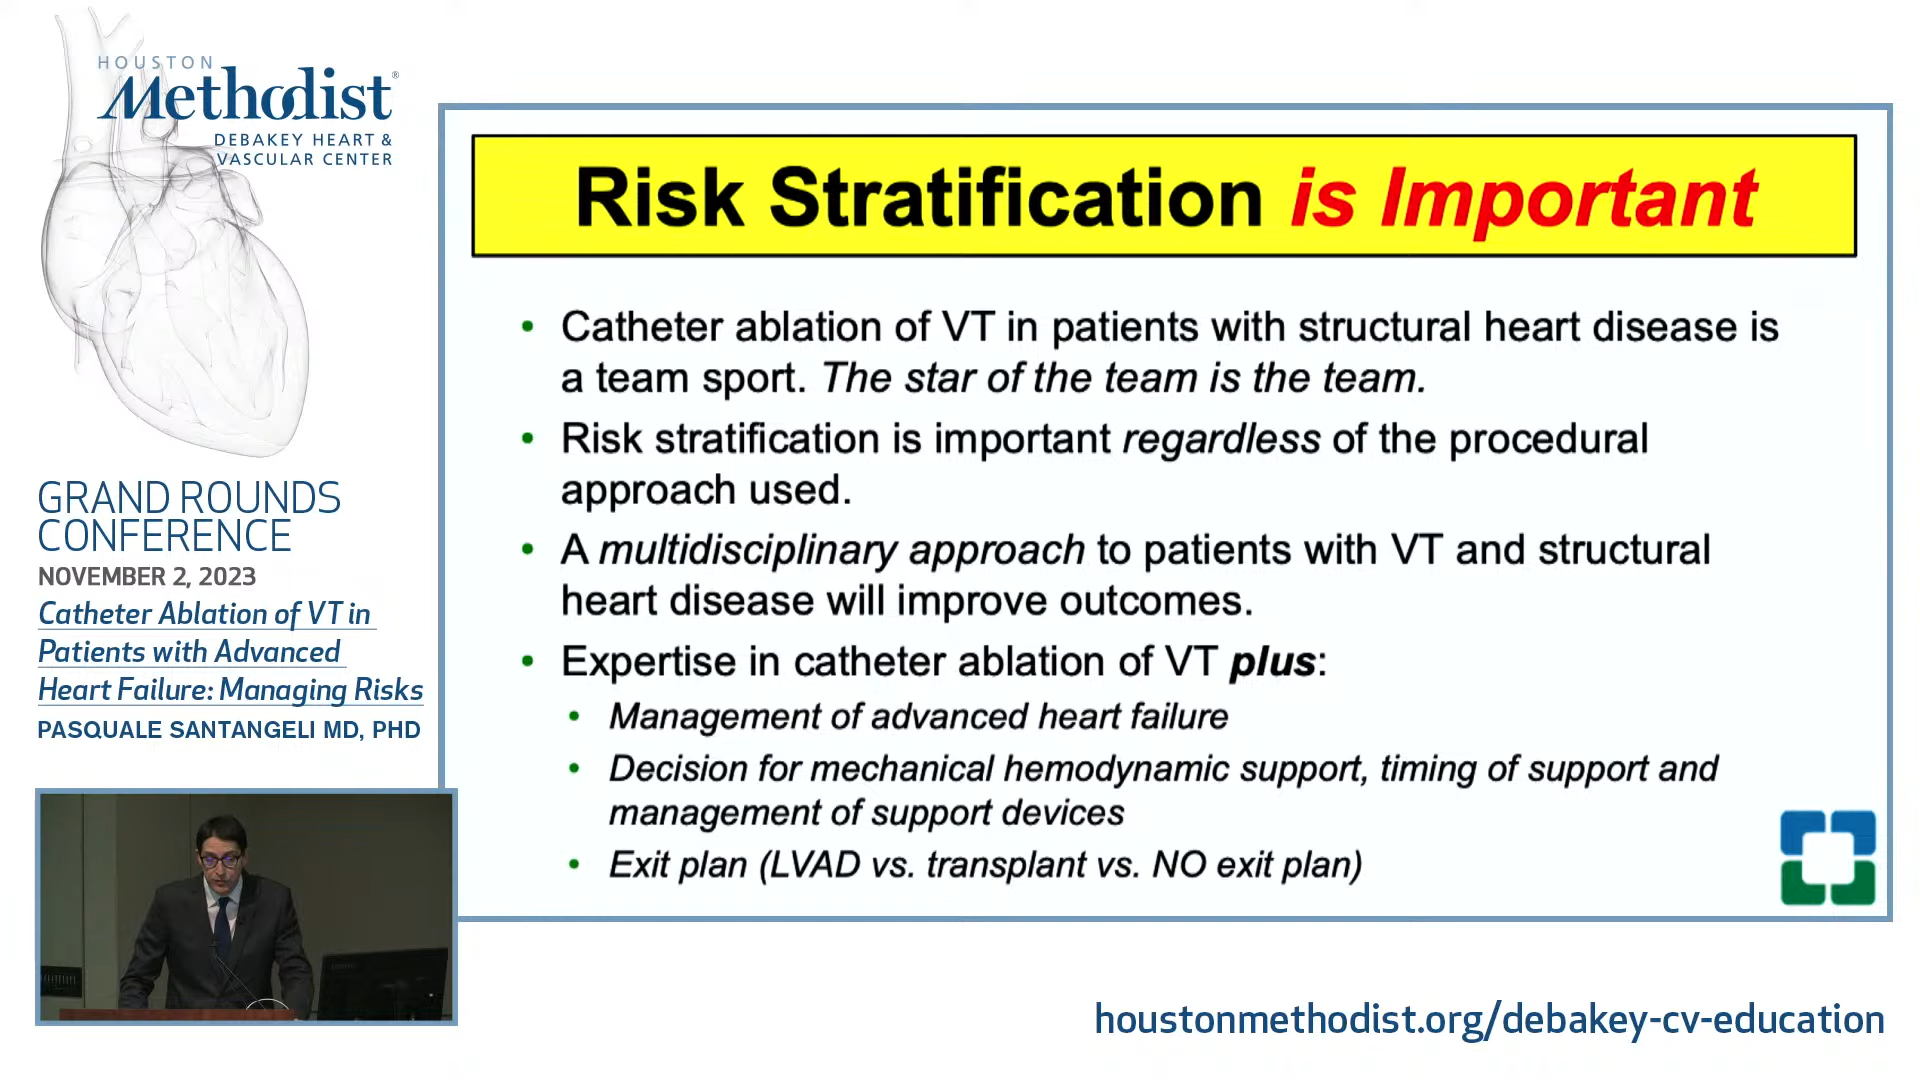 HOUSTON
Methodist®
DEBAKEY HEART &
VASCULAR CENTER
GRAND ROUNDS
CONFERENCE
NOVEMBER 2, 2023
Catheter Ablation of VT in
Patients with Advanced
Heart Failure: Managing Risks
PASQUALE SANTANGELI MD, PHD
Risk Stratification is Important
• Catheter ablation of VT in patients with structural heart disease is
a team sport. The star of the team is the team.
• Risk stratification is important regardless of the procedural
approach used.
• A multidisciplinary approach to patients with VT and structural
heart disease will improve outcomes.
• Expertise in catheter ablation of VT plus:
• Management of advanced heart failure
• Decision for mechanical hemodynamic support, timing of support and
management of support devices
• Exit plan (LVAD vs. transplant vs. NO exit plan)
houstonmethodist.org/debakey-cv-education